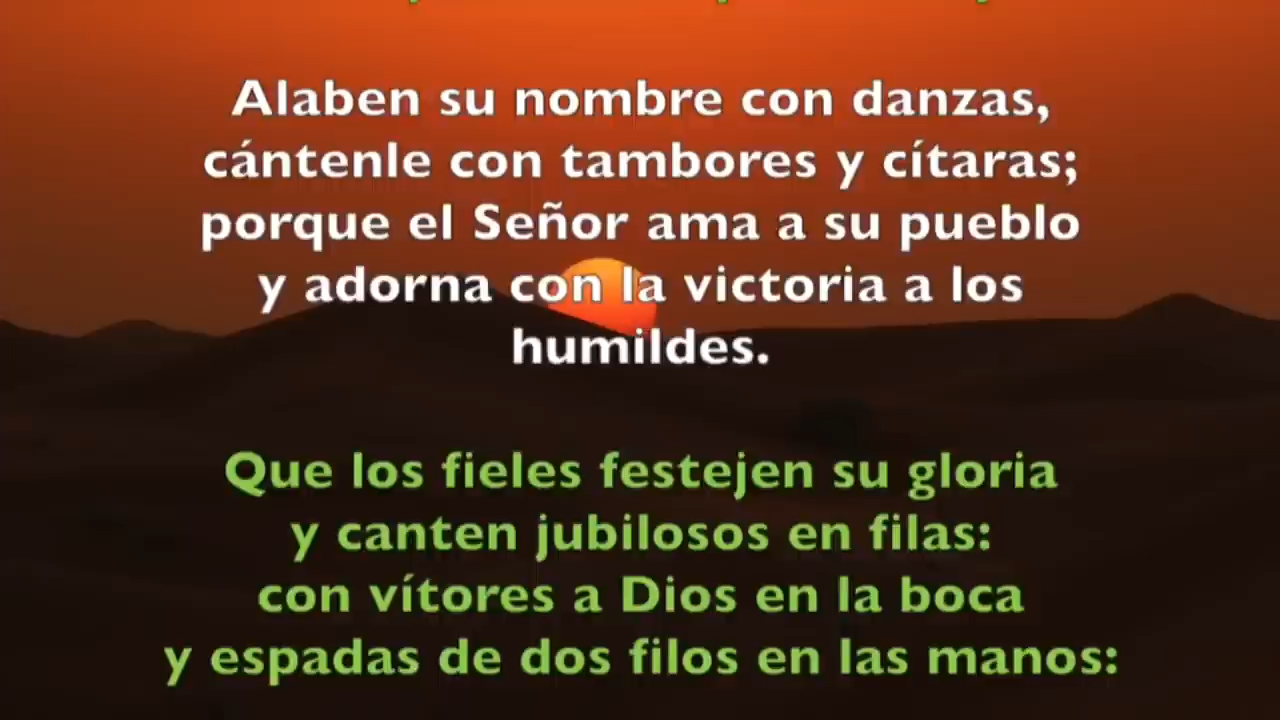 Alaben su nombre con danzas,
cántenle con tambores y cítaras;
porque el Señor ama a su pueblo
y adorna con la victoria a los
humildes.
Que los fieles festejen su gloria
y canten jubilosos en filas:
con vítores a Dios en la boca
y espadas de dos filos en las manos: